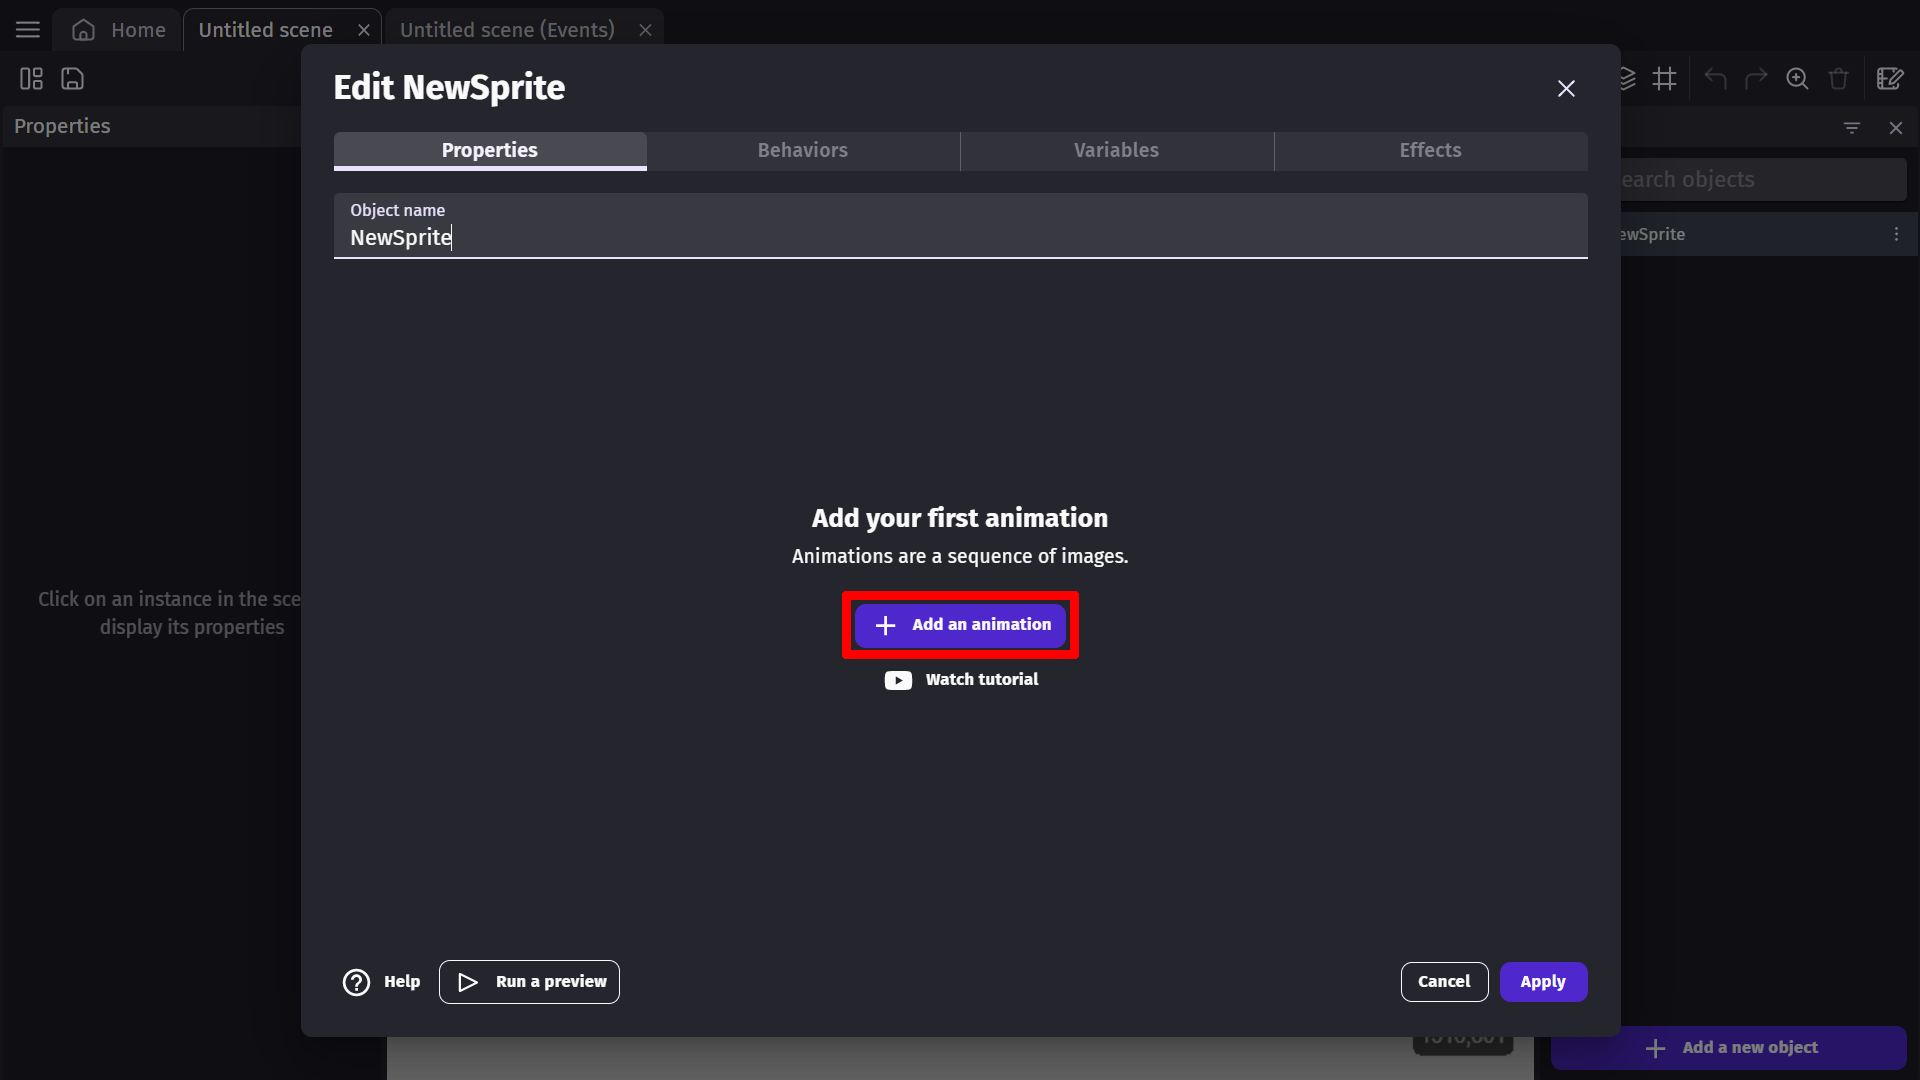 Home
Untitled scene
Untitled scene (Events)
Edit NewSprite
Properties
Properties
Behaviors
Variables
Effects
earch objects
Object name
NewSprite
ewSprite
Add your first animation
Animations are a sequence of images.
Click on an instance in the sce
display its properties
Add an animation
Watch tutorial
Help
Run a preview
Cancel
Apply
Add a new object